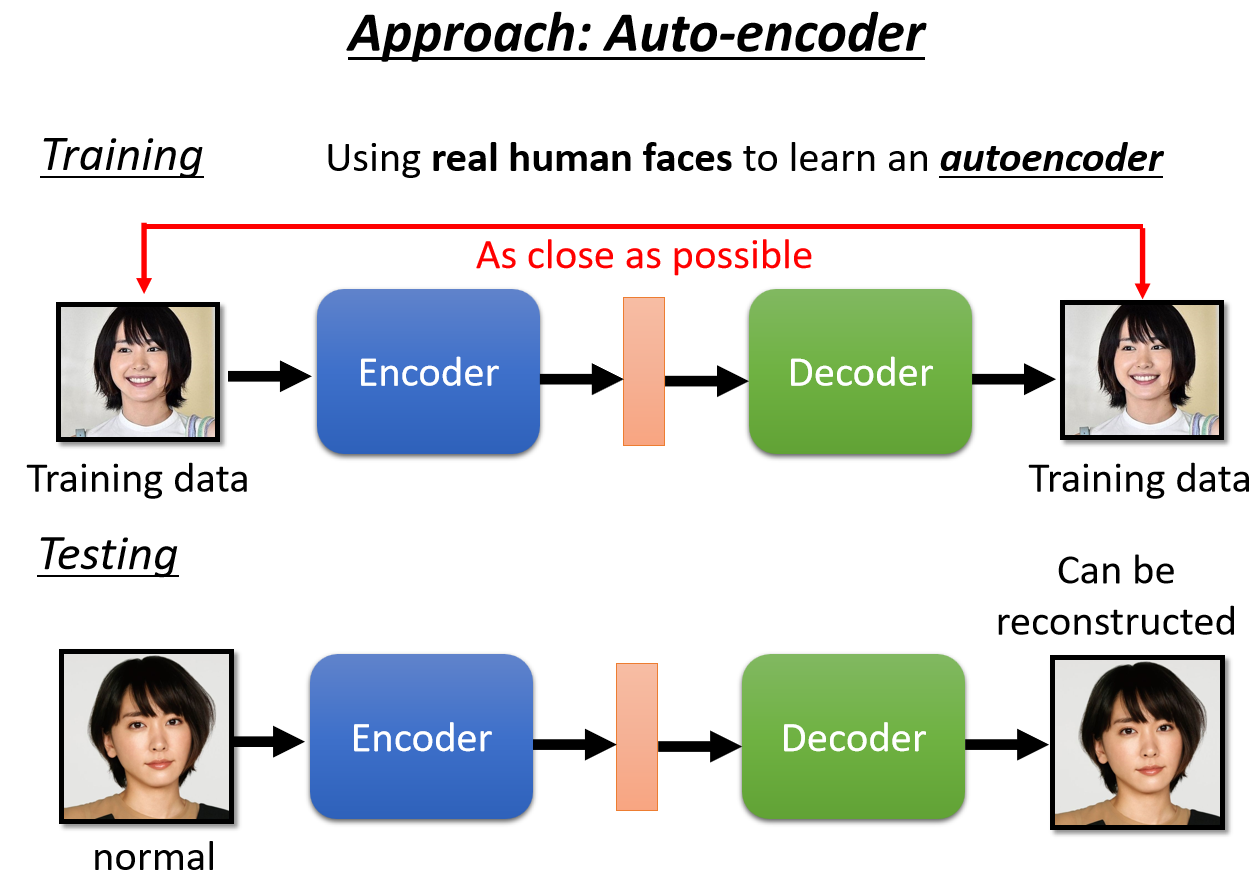 Approach: Auto-encoder
Training
Using real human faces to learn an autoencoder
As close as possible
Encoder
Decoder
Training data
Training data
Testing
Can be
reconstructed
Encoder
Decoder
normal